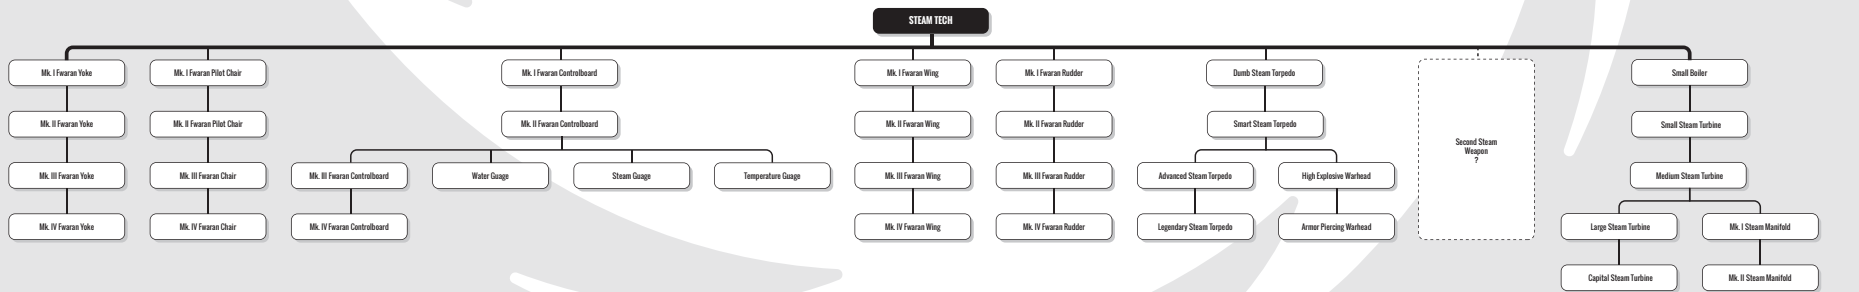 STEAM TECH
Mk. I Fwaran Yoke
Mk. I Fwaran Pilot Chair
Mk. I Fwaran Controlboard
Mk. I Fwaran Wing
Mk. I Fwaran Rudder
Dumb Steam Torpedo
Small Boiler
Mk. II Fwaran Yoke
Mk. II Fwaran Pilot Chair
Mk. II Fwaran Controlboard
Mk. II Fwaran Wing
Mk. II Fwaran Rudder
Smart Steam Torpedo
Small Steam Turbine
Second Steam
Weapon
?
Mk. III Fwaran Yoke
Mk. III Fwaran Chair
Mk. III Fwaran Controlboard
Water Guage
Steam Guage
Temperature Guage
Mk. III Fwaran Wing
Mk. III Fwaran Rudder
Advanced Steam Torpedo
High Explosive Warhead
Medium Steam Turbine
Mk. IV Fwaran Yoke
Mk. IV Fwaran Chair
Mk. IV Fwaran Controlboard
Mk. IV Fwaran Wing
Mk. IV Fwaran Rudder
Legendary Steam Torpedo
Armor Piercing Warhead
Large Steam Turbine
Mk. I Steam Manifold
Capital Steam Turbine
Mk. II Steam Manifold